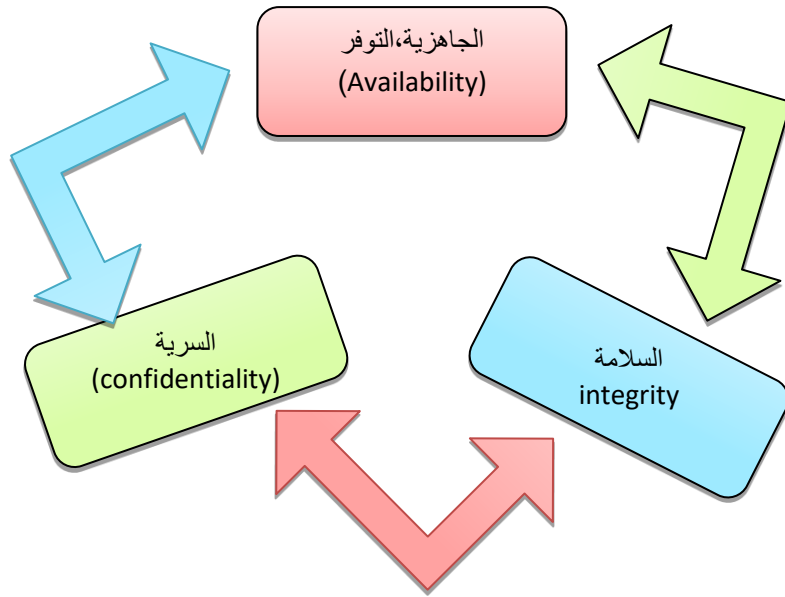 الجاهزية،التوفر
(Availability)
السرية
(confidentiality)
السلامة
integrity